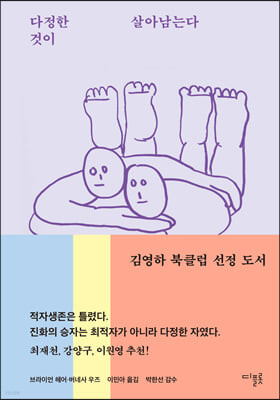 다정한 것이 살아남는다
김영하 북클럽 선정 도서
적자생존은 틀렸다.
진화의 승자는 최적자가 아니라 다정한 자였다.
최재천, 강양구, 이원영 추천!
브라이언 헤어·버네사 우즈 이민아 옮김 박한선 감수
디플롯